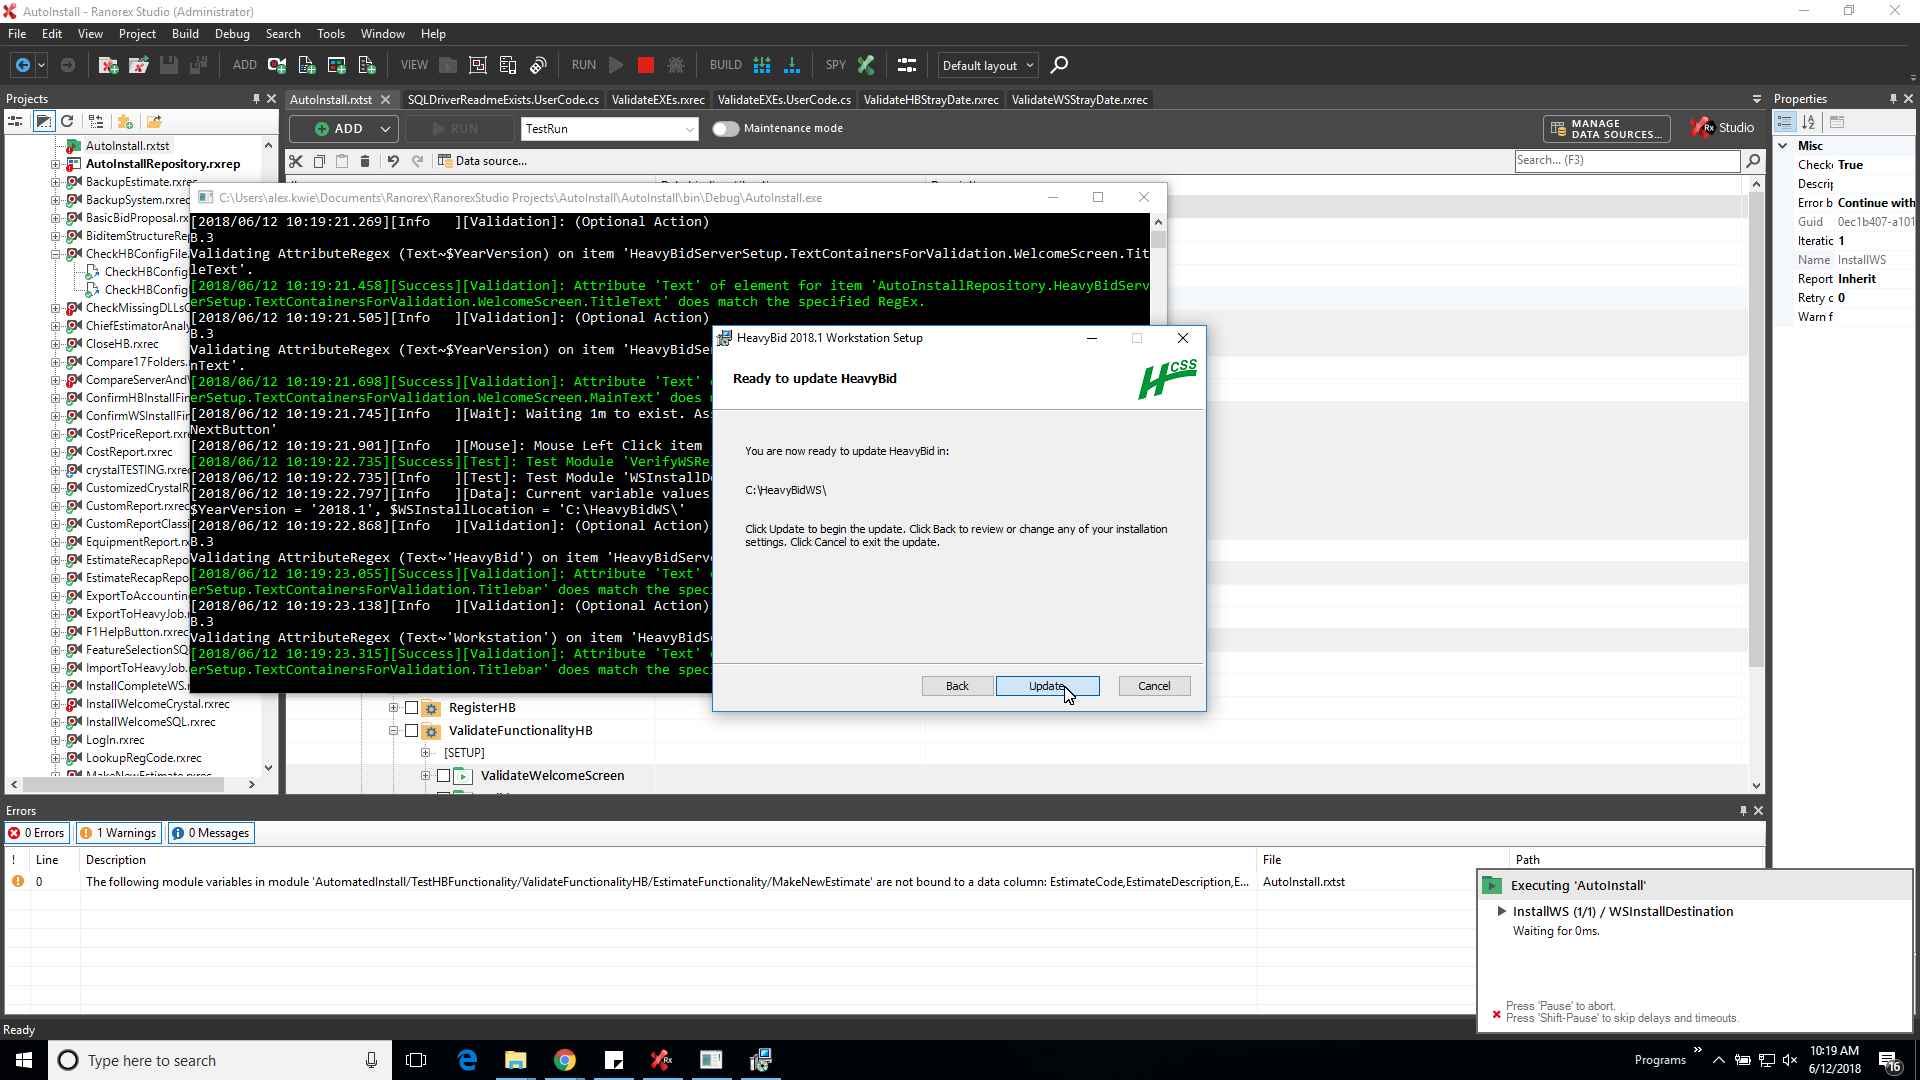 AutoInstall - Ranorex Studio (Administrator)
File Edit View Project Build Debug Search Tools Window Help
ADD VIEW RUN BUILD SPY Default layout
Projects
AutoInstall.rxtst
AutoInstallRepository.rxrep
BackupEstimate.rxrec
BackupSystem.rxrec
BasicBidProposal.rx
BiditemStructureRe
CheckHBConfigFile
CheckHBConfig
CheckHBConfig
CheckMissingDLLsC
ChiefEstimatorAnaly
CloseHB.rxrec
Compare17Folders.
CompareServerAnd
ConfirmHBInstallFir
ConfirmWSInstallFir
CostPriceReport.rxr
CostReport.rxrec
crystalTESTING.rxrec
CustomizedCrystalR
CustomReport.rxrec
CustomReportClassi
EquipmentReport.rx
EstimateRecapRepo
EstimateRecapRepo
ExportToAccountin
ExportToHeavyJob.
F1HelpButton.rxrec
FeatureSelectionSQ
ImportToHeavyJob.
InstallCompleteWS.
InstallWelcomeCrystal.rxrec
InstallWelcomeSQL.rxrec
LogIn.rxrec
LookupRegCode.rxrec
MakeNewEstimate.rxrec
AutoInstall.rxtst SQLDriverReadmeExists.UserCode.cs ValidateEXEs.rxrec ValidateEXEs.UserCode.cs ValidateHBStrayDate.rxrec ValidateWSStrayDate.rxrec
ADD RUN TestRun Maintenance mode MANAGE DATA SOURCES... Rx Studio
Data source... Search... (F3)
C:\Users\alex.kwie\Documents\Ranorex\RanorexStudio Projects\AutoInstall\AutoInstall\bin\Debug\AutoInstall.exe
[2018/06/12 10:19:21.269][Info   ][Validation]: (Optional Action)
B.3
Validating AttributeRegex (Text~$YearVersion) on item 'HeavyBidServerSetup.TextContainersForValidation.WelcomeScreen.Tit
leText'.
[2018/06/12 10:19:21.458][Success][Validation]: Attribute 'Text' of element for item 'AutoInstallRepository.HeavyBidServ
erSetup.TextContainersForValidation.WelcomeScreen.TitleText' does match the specified RegEx.
[2018/06/12 10:19:21.505][Info   ][Validation]: (Optional Action)
B.3
Validating AttributeRegex (Text~$YearVersion) on item 'HeavyBidSer
nText'.
[2018/06/12 10:19:21.698][Success][Validation]: Attribute 'Text' o
erSetup.TextContainersForValidation.WelcomeScreen.MainText' does m
[2018/06/12 10:19:21.745][Info   ][Wait]: Waiting 1m to exist. Ass
NextButton'
[2018/06/12 10:19:21.901][Info   ][Mouse]: Mouse Left Click item
[2018/06/12 10:19:22.735][Success][Test]: Test Module 'VerifyWSRe
[2018/06/12 10:19:22.735][Info   ][Test]: Test Module 'WSInstallDe
[2018/06/12 10:19:22.797][Info   ][Data]: Current variable values
$YearVersion = '2018.1', $WSInstallLocation = 'C:\HeavyBidWS\'
[2018/06/12 10:19:22.868][Info   ][Validation]: (Optional Action)
B.3
Validating AttributeRegex (Text~'HeavyBid') on item 'HeavyBidServe
[2018/06/12 10:19:23.055][Success][Validation]: Attribute 'Text' o
erSetup.TextContainersForValidation.Titlebar' does match the speci
[2018/06/12 10:19:23.138][Info   ][Validation]: (Optional Action)
B.3
Validating AttributeRegex (Text~'Workstation') on item 'HeavyBidSe
[2018/06/12 10:19:23.315][Success][Validation]: Attribute 'Text' o
erSetup.TextContainersForValidation.Titlebar' does match the speci
HeavyBid 2018.1 Workstation Setup
Ready to update HeavyBid
HCSS
You are now ready to update HeavyBid in:
C:\HeavyBidWS\
Click Update to begin the update. Click Back to review or change any of your installation
settings. Click Cancel to exit the update.
Back Update Cancel
RegisterHB
ValidateFunctionalityHB
[SETUP]
ValidateWelcomeScreen
Properties
Misc
Checke True
Descrip
Error b Continue with
Guid 0ec1b407-a101
Iteratic 1
Name InstallWS
Report Inherit
Retry c 0
Warn f
Errors
0 Errors 1 Warnings 0 Messages
! Line Description File Path
0 The following module variables in module 'AutomatedInstall/TestHBFunctionality/ValidateFunctionalityHB/EstimateFunctionality/MakeNewEstimate' are not bound to a data column: EstimateCode,EstimateDescription,E... AutoInstall.rxtst
Executing 'AutoInstall'
InstallWS (1/1) / WSInstallDestination
Waiting for 0ms.
Press 'Pause' to abort.
Press 'Shift-Pause' to skip delays and timeouts.
Ready
Type here to search
Programs
10:19 AM
6/12/2018
16